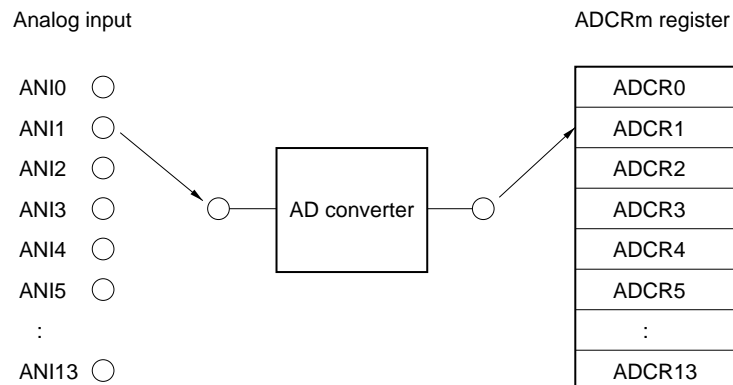 Analog input
ADCRm register
ANI0
ANI1
ANI2
ANI3
ANI4
ANI5
:
ANI13
AD converter
ADCR0
ADCR1
ADCR2
ADCR3
ADCR4
ADCR5
:
ADCR13